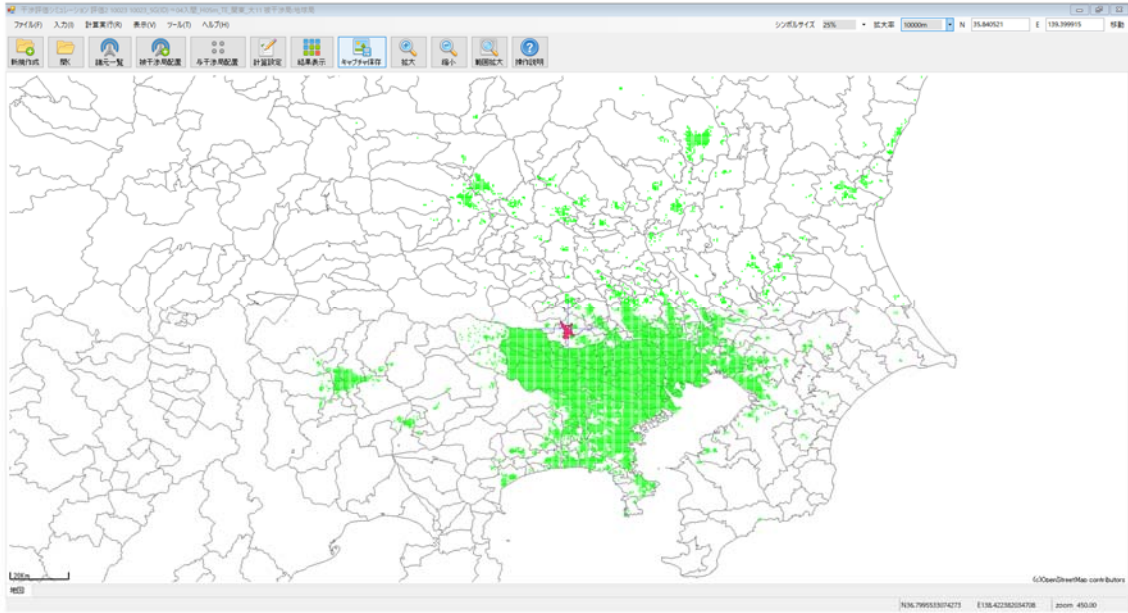 ファイル(F) 入力(I) 計算実行(R) 表示(V) ツール(T) ヘルプ(H)
シンボルサイズ 25% 拡大率 10000m N 35.840521 E 139.399915 移動
新規作成 開く 諸元一覧 被干渉局配置 与干渉局配置 計算設定 結果表示 キャプチャ保存 拡大 縮小 範囲拡大 操作説明
20Km
(c)OpenStreetMap contributors
地図
N36.7995533074273 E138.422382034708 zoom 450.00